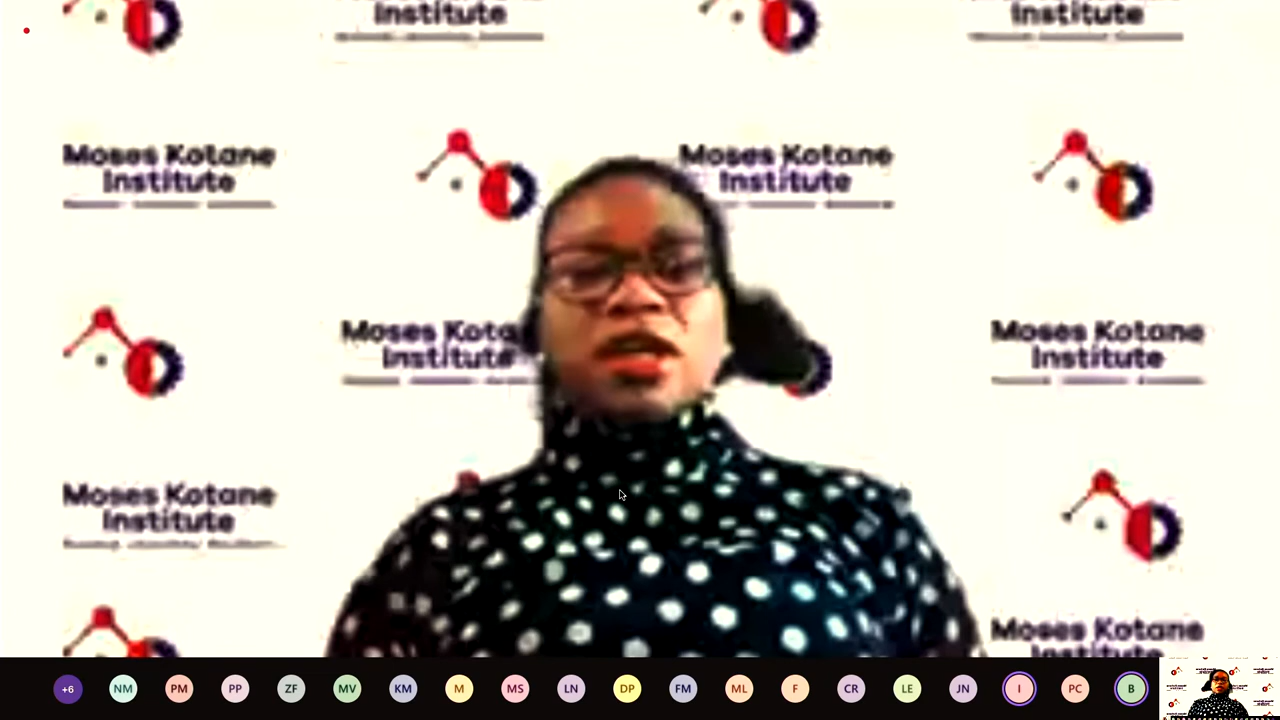 Institute
Institute
Moses Kotane
Institute
Moses Kotane
Institute
Moses Kota
Institute
Moses Kotane
Institute
Moses Kotane
Institute
Moses Kotane
+6 NM PM PP ZF MV KM M MS LN DP FM ML F CR LE JN I PC B